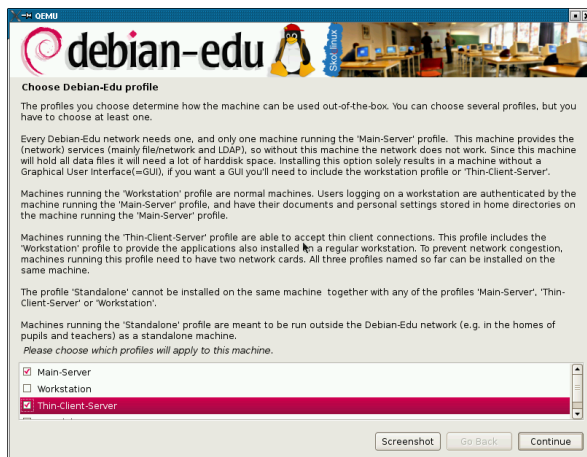 QEMU
debian-edu
Skolelinux
Choose Debian-Edu profile
The profiles you choose determine how the machine can be used out-of-the-box. You can choose several profiles, but you
have to choose at least one.
Every Debian-Edu network needs one, and only one machine running the 'Main-Server' profile.  This machine provides the
(network) services (mainly file/network and LDAP), so without this machine the network does not work. Since this machine
will hold all data files it will need a lot of harddisk space. Installing this option solely results in a machine without a
Graphical User Interface(=GUI), if you want a GUI you'll need to include the workstation profile or 'Thin-Client-Server'.
Machines running the 'Workstation' profile are normal machines. Users logging on a workstation are authenticated by the
machine running the 'Main-Server' profile, and have their documents and personal settings stored in home directories on
the machine running the 'Main-Server' profile.
Machines running the 'Thin-Client-Server' profile are able to accept thin client connections. This profile includes the
'Workstation' profile to provide the applications also installed on a regular workstation. To prevent network congestion,
machines running this profile need to have two network cards. All three profiles named so far can be installed on the
same machine.
The profile 'Standalone' cannot be installed on the same machine  together with any of the profiles 'Main-Server', 'Thin-
Client-Server' or 'Workstation'.
Machines running the 'Standalone' profile are meant to be run outside the Debian-Edu network (e.g. in the homes of
pupils and teachers) as a standalone machine.
Please choose which profiles will apply to this machine.
Main-Server
Workstation
Thin-Client-Server
Screenshot
Go Back
Continue